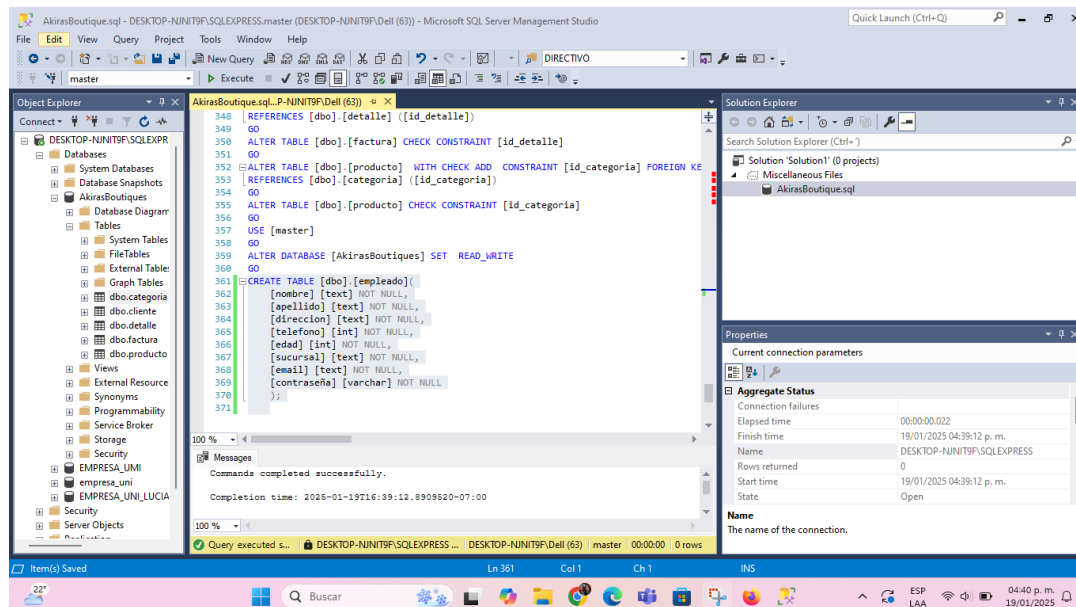 AkirasBoutique.sql - DESKTOP-NJNIT9F\SQLEXPRESS.master (DESKTOP-NJNIT9F\Dell (63)) - Microsoft SQL Server Management Studio
Quick Launch (Ctrl+Q)
File Edit View Query Project Tools Window Help
New Query
DIRECTIVO
master
Execute
Object Explorer
Connect
DESKTOP-NJNIT9F\SQLEXPR
Databases
System Databases
Database Snapshots
AkirasBoutiques
Database Diagram
Tables
System Tables
FileTables
External Tables
Graph Tables
dbo.categoria
dbo.cliente
dbo.detalle
dbo.factura
dbo.producto
Views
External Resource
Synonyms
Programmability
Service Broker
Storage
Security
EMPRESA_UMI
empresa_uni
EMPRESA_UNI_LUCIA
Security
Server Objects
Replication
AkirasBoutique.sql...P-NJNIT9F\Dell (63))
348 REFERENCES [dbo].[detalle] ([id_detalle])
349 GO
350 ALTER TABLE [dbo].[factura] CHECK CONSTRAINT [id_detalle]
351 GO
352 ALTER TABLE [dbo].[producto]  WITH CHECK ADD  CONSTRAINT [id_categoria] FOREIGN KE
353 REFERENCES [dbo].[categoria] ([id_categoria])
354 GO
355 ALTER TABLE [dbo].[producto] CHECK CONSTRAINT [id_categoria]
356 GO
357 USE [master]
358 GO
359 ALTER DATABASE [AkirasBoutiques] SET  READ_WRITE
360 GO
361 CREATE TABLE [dbo].[empleado](
362 [nombre] [text] NOT NULL,
363 [apellido] [text] NOT NULL,
364 [direccion] [text] NOT NULL,
365 [telefono] [int] NOT NULL,
366 [edad] [int] NOT NULL,
367 [sucursal] [text] NOT NULL,
368 [email] [text] NOT NULL,
369 [contraseña] [varchar] NOT NULL
370 );
371
100 %
Messages
Commands completed successfully.
Completion time: 2025-01-19T16:39:12.8909520-07:00
100 %
Query executed s... DESKTOP-NJNIT9F\SQLEXPRESS ... DESKTOP-NJNIT9F\Dell (63) master 00:00:00 0 rows
Solution Explorer
Search Solution Explorer (Ctrl+¨)
Solution 'Solution1' (0 projects)
Miscellaneous Files
AkirasBoutique.sql
Properties
Current connection parameters
Aggregate Status
Connection failures
Elapsed time 00:00:00.022
Finish time 19/01/2025 04:39:12 p. m.
Name DESKTOP-NJNIT9F\SQLEXPRESS
Rows returned 0
Start time 19/01/2025 04:39:12 p. m.
State Open
Name
The name of the connection.
Item(s) Saved Ln 361 Col 1 Ch 1 INS
22°
Buscar
ESP
LAA
04:40 p. m.
19/01/2025